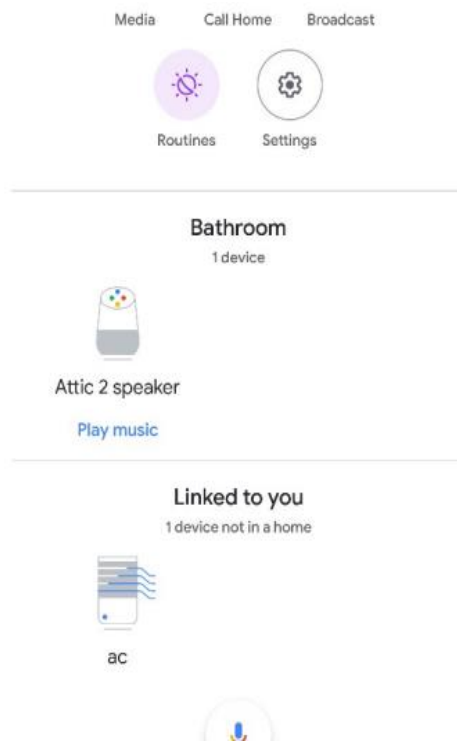 Media Call Home Broadcast
Routines Settings
Bathroom
1 device
Attic 2 speaker
Play music
Linked to you
1 device not in a home
ac